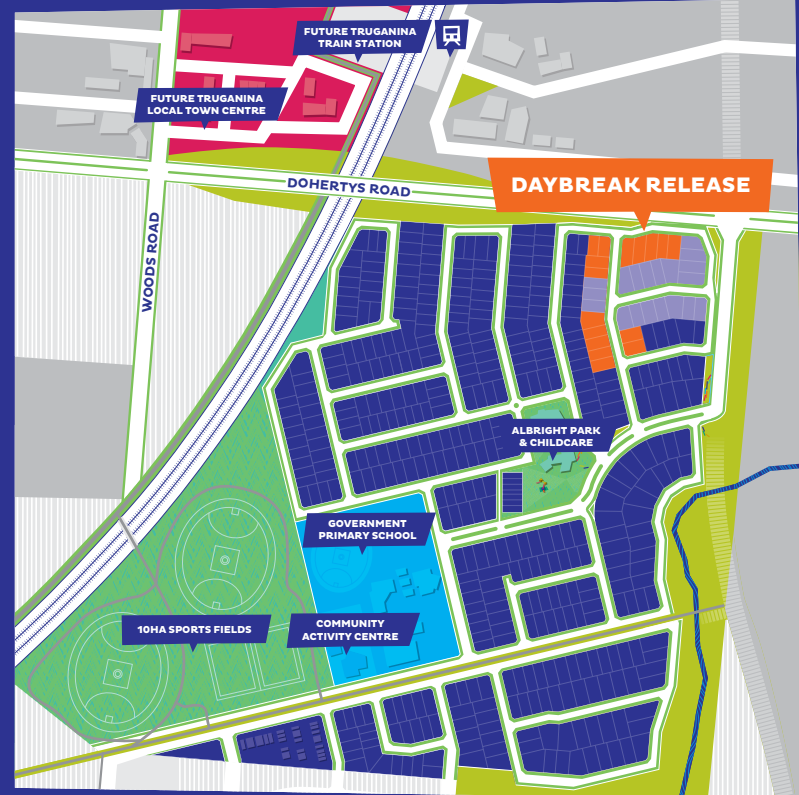 FUTURE TRUGANINA
TRAIN STATION
FUTURE TRUGANINA
LOCAL TOWN CENTRE
DOHERTYS ROAD
DAYBREAK RELEASE
WOODS ROAD
ALBRIGHT PARK
& CHILDCARE
GOVERNMENT
PRIMARY SCHOOL
10HA SPORTS FIELDS
COMMUNITY
ACTIVITY CENTRE